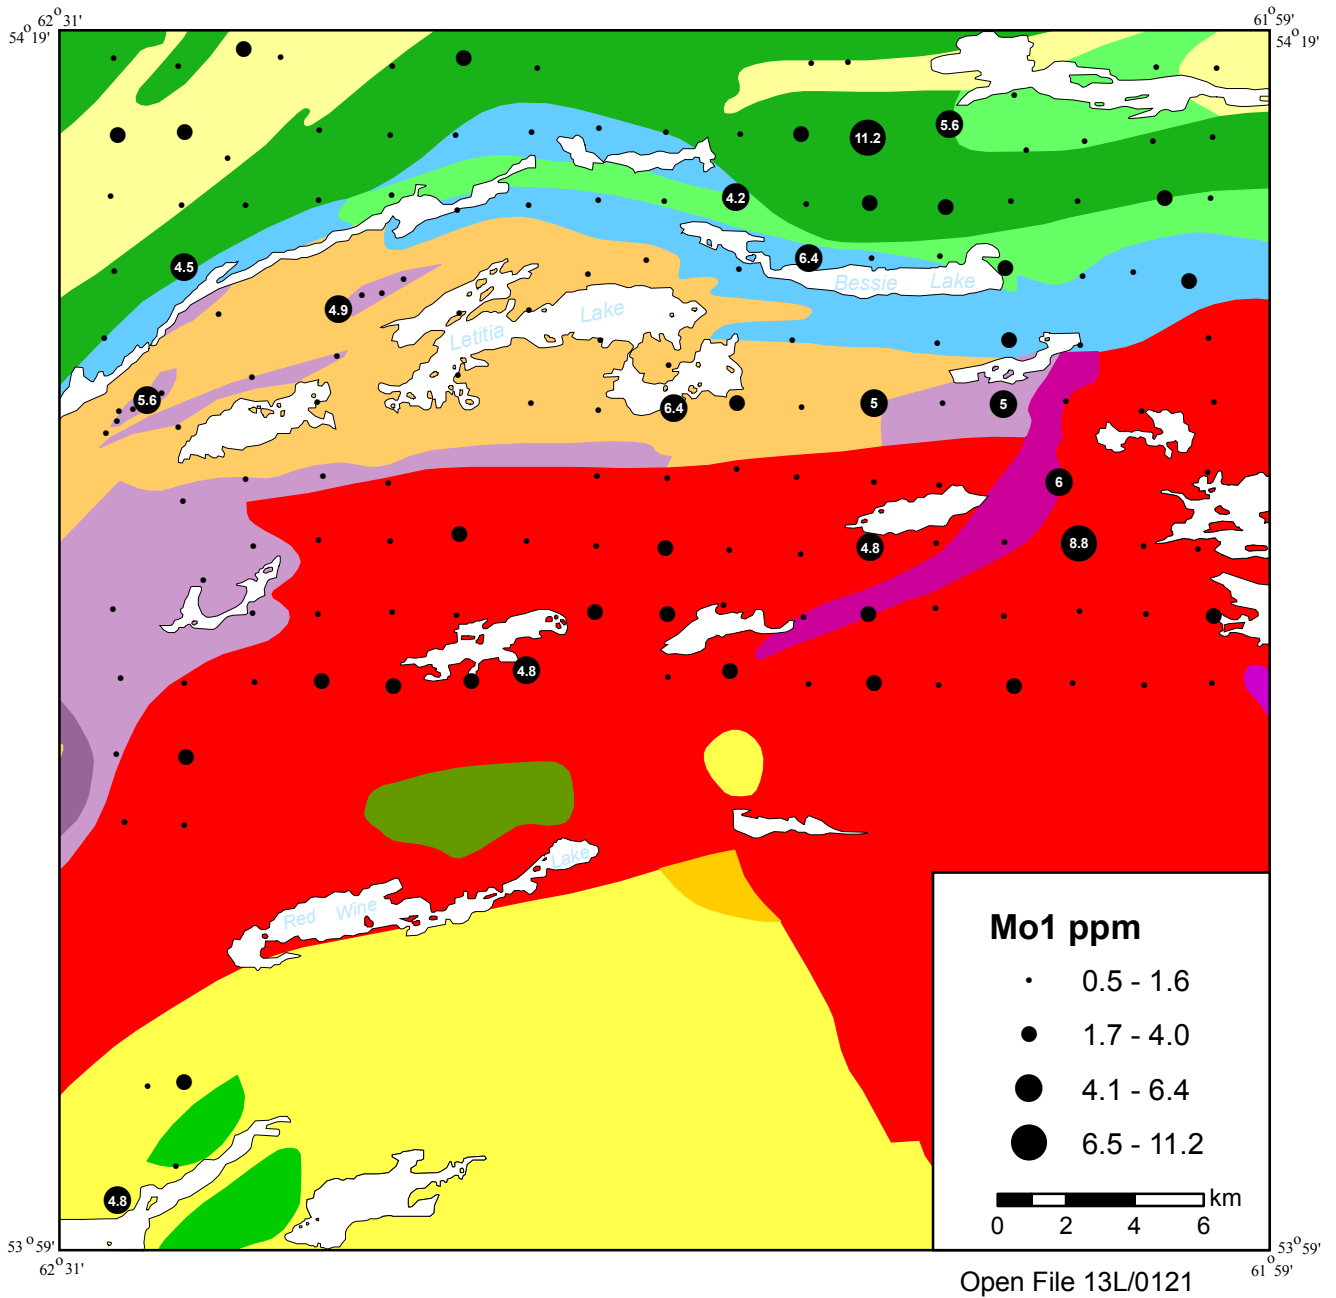 62° 31'
61° 59'
54° 19'
54° 19'
5.6
11.2
4.2
6.4
4.5
Bessie Lake
4.9
Letitia Lake
5.6
6.4
5
5
6
4.8
8.8
4.8
Lake
Red Wine
4.8
Mo1 ppm
0.5 - 1.6
1.7 - 4.0
4.1 - 6.4
6.5 - 11.2
km
0 2 4 6
53° 59'
53° 59'
62° 31'
61° 59'
Open File 13L/0121